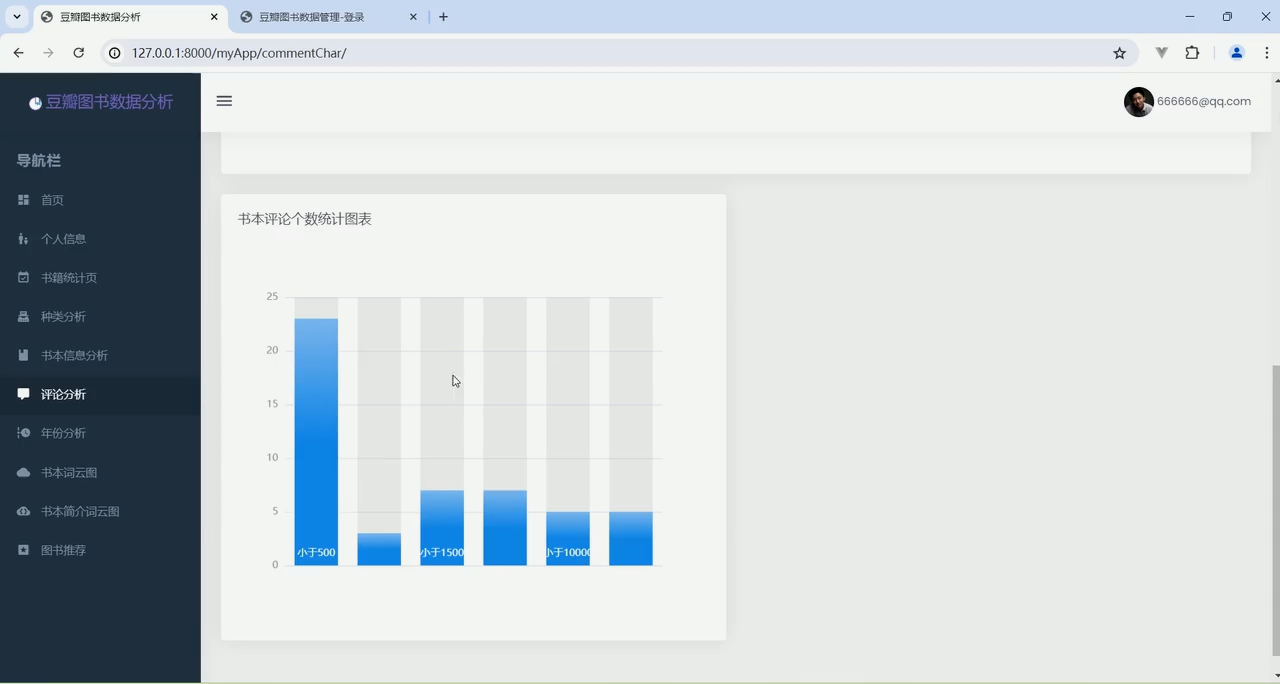 豆瓣图书数据分析
豆瓣图书数据管理-登录
127.0.0.1:8000/myApp/commentChar/
豆瓣图书数据分析
666666@qq.com
导航栏
首页
个人信息
书籍统计页
种类分析
书本信息分析
评论分析
年份分析
书本词云图
书本简介词云图
图书推荐
书本评论个数统计图表
25
20
15
10
5
0
小于500
小于1500
小于10000